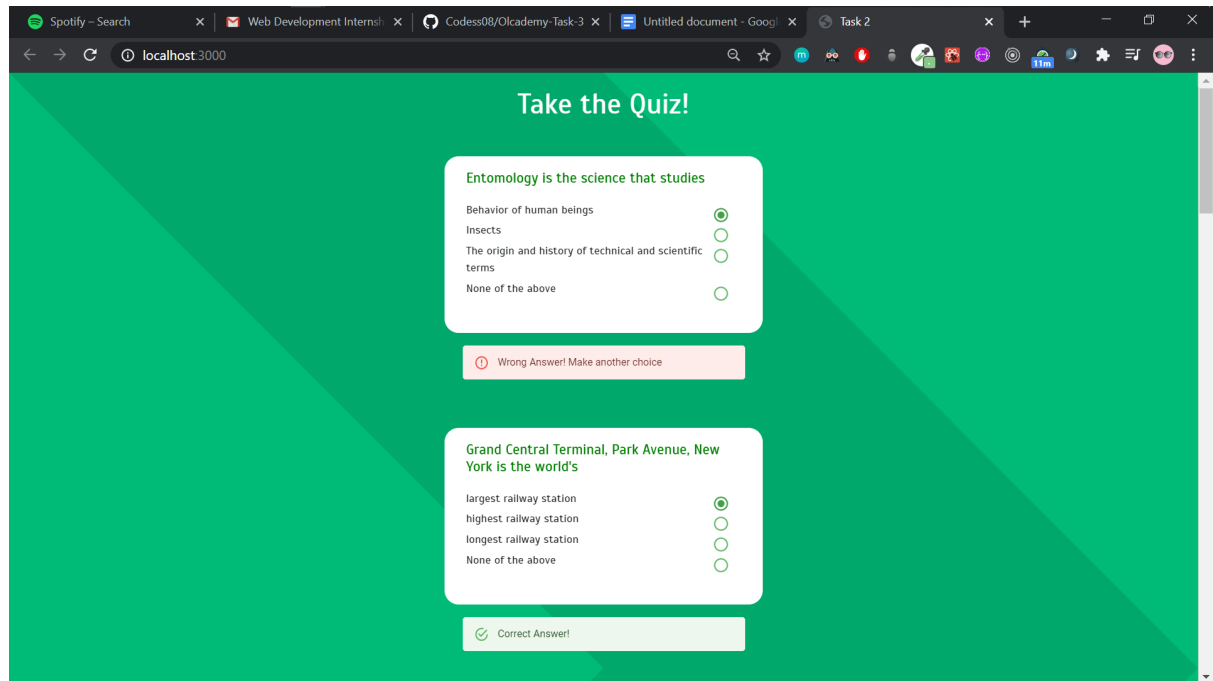 Spotify – Search
Web Development Internsh
Codess08/Olcademy-Task-3
Untitled document - Googl
Task 2
localhost:3000
m
11m
Take the Quiz!
Entomology is the science that studies
Behavior of human beings
Insects
The origin and history of technical and scientific
terms
None of the above
Wrong Answer! Make another choice
Grand Central Terminal, Park Avenue, New
York is the world's
largest railway station
highest railway station
longest railway station
None of the above
Correct Answer!